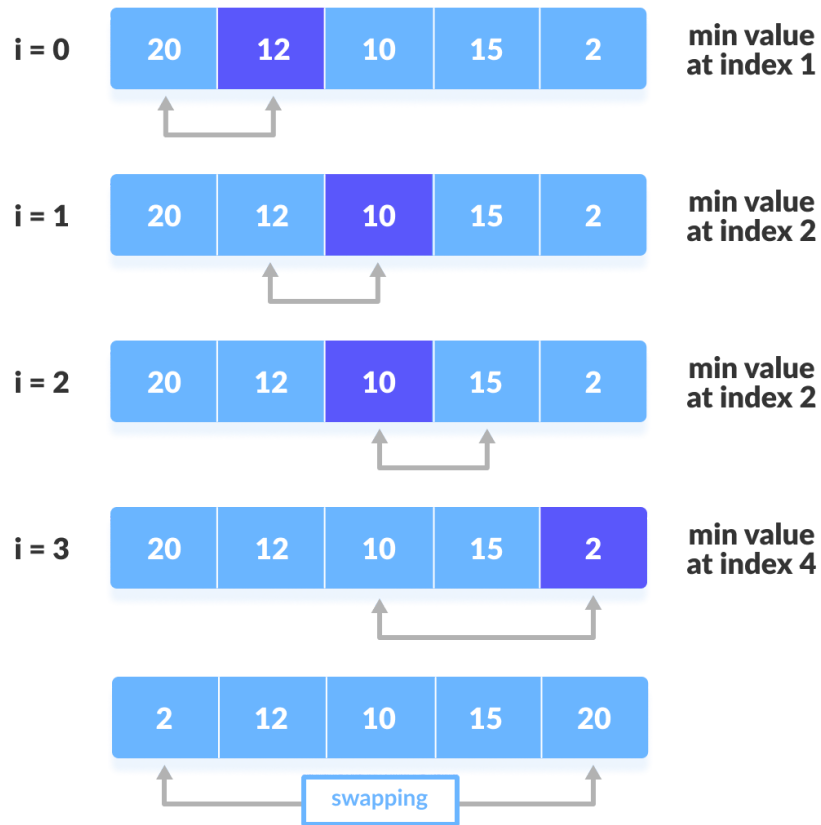 i = 0 20 12 10 15 2 min value
at index 1
i = 1 20 12 10 15 2 min value
at index 2
i = 2 20 12 10 15 2 min value
at index 2
i = 3 20 12 10 15 2 min value
at index 4
2 12 10 15 20
swapping